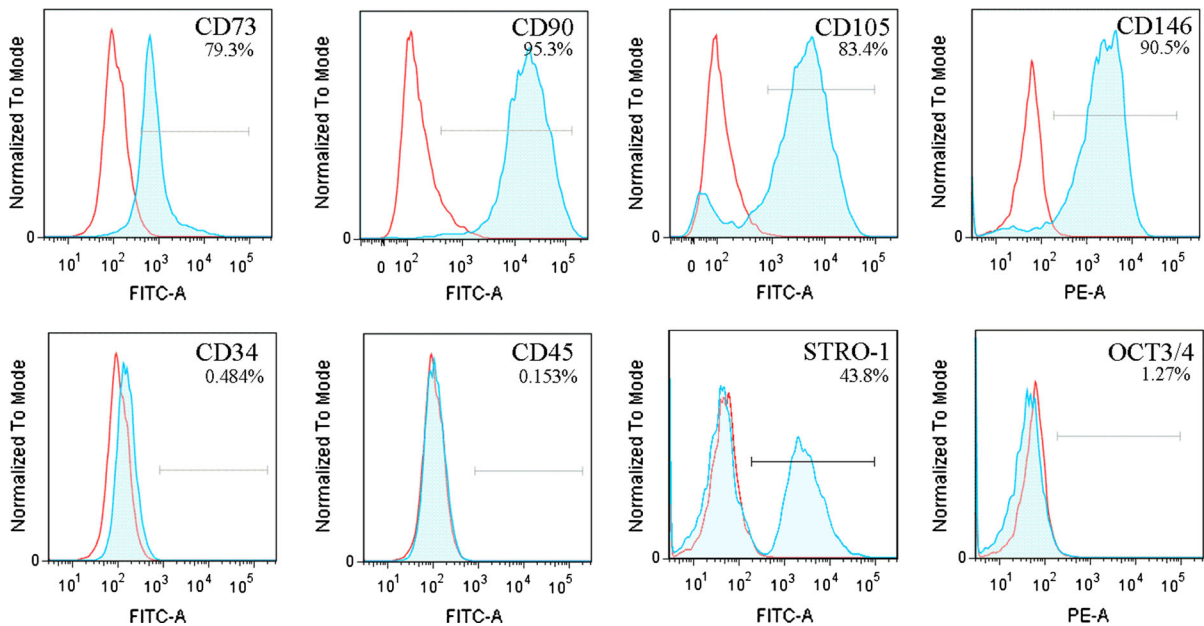 CD73
79.3%
Normalized To Mode
0
10¹ 10² 10³ 10⁴ 10⁵
FITC-A
CD90
95.3%
Normalized To Mode
0
0 10² 10³ 10⁴ 10⁵
FITC-A
CD105
83.4%
Normalized To Mode
0
0 10² 10³ 10⁴ 10⁵
FITC-A
CD146
90.5%
Normalized To Mode
0
10¹ 10² 10³ 10⁴ 10⁵
PE-A
CD34
0.484%
Normalized To Mode
0
10¹ 10² 10³ 10⁴ 10⁵
FITC-A
CD45
0.153%
Normalized To Mode
0
10¹ 10² 10³ 10⁴ 10⁵
FITC-A
STRO-1
43.8%
Normalized To Mode
0
10¹ 10² 10³ 10⁴ 10⁵
FITC-A
OCT3/4
1.27%
Normalized To Mode
0
10¹ 10² 10³ 10⁴ 10⁵
PE-A